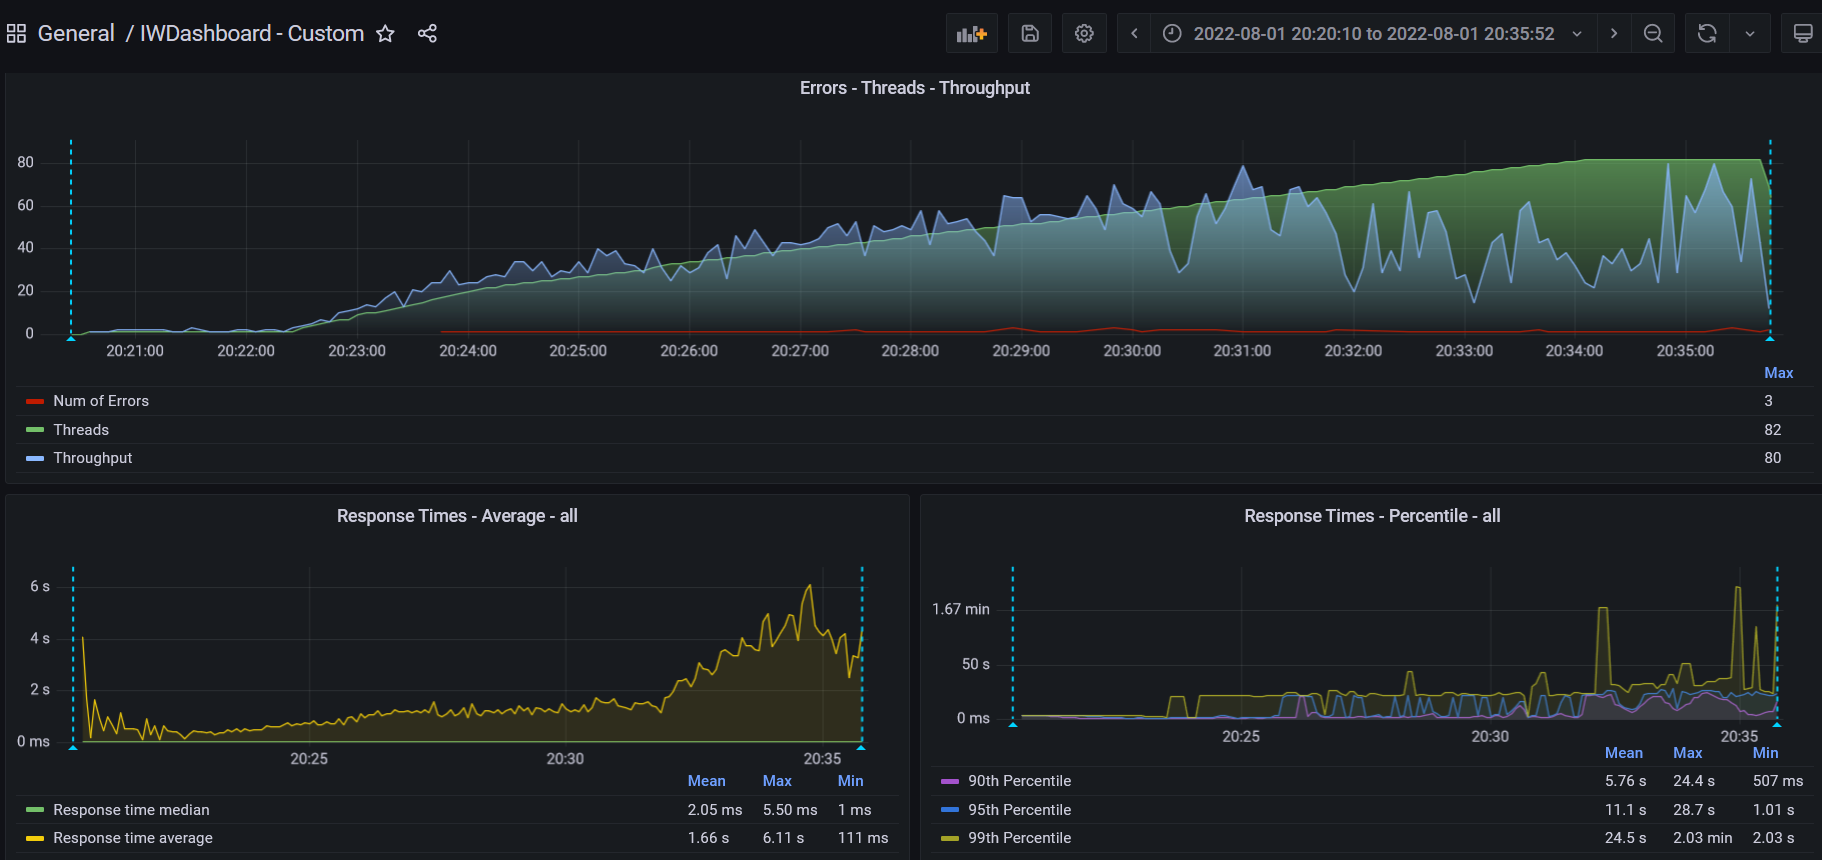 General / IWDashboard - Custom
2022-08-01 20:20:10 to 2022-08-01 20:35:52
Errors - Threads - Throughput
80
60
40
20
0
20:21:00 20:22:00 20:23:00 20:24:00 20:25:00 20:26:00 20:27:00 20:28:00 20:29:00 20:30:00 20:31:00 20:32:00 20:33:00 20:34:00 20:35:00
Max
Num of Errors 3
Threads 82
Throughput 80
Response Times - Average - all
6 s
4 s
2 s
0 ms
20:25 20:30 20:35
Mean Max Min
Response time median 2.05 ms 5.50 ms 1 ms
Response time average 1.66 s 6.11 s 111 ms
Response Times - Percentile - all
1.67 min
50 s
0 ms
20:25 20:30 20:35
Mean Max Min
90th Percentile 5.76 s 24.4 s 507 ms
95th Percentile 11.1 s 28.7 s 1.01 s
99th Percentile 24.5 s 2.03 min 2.03 s